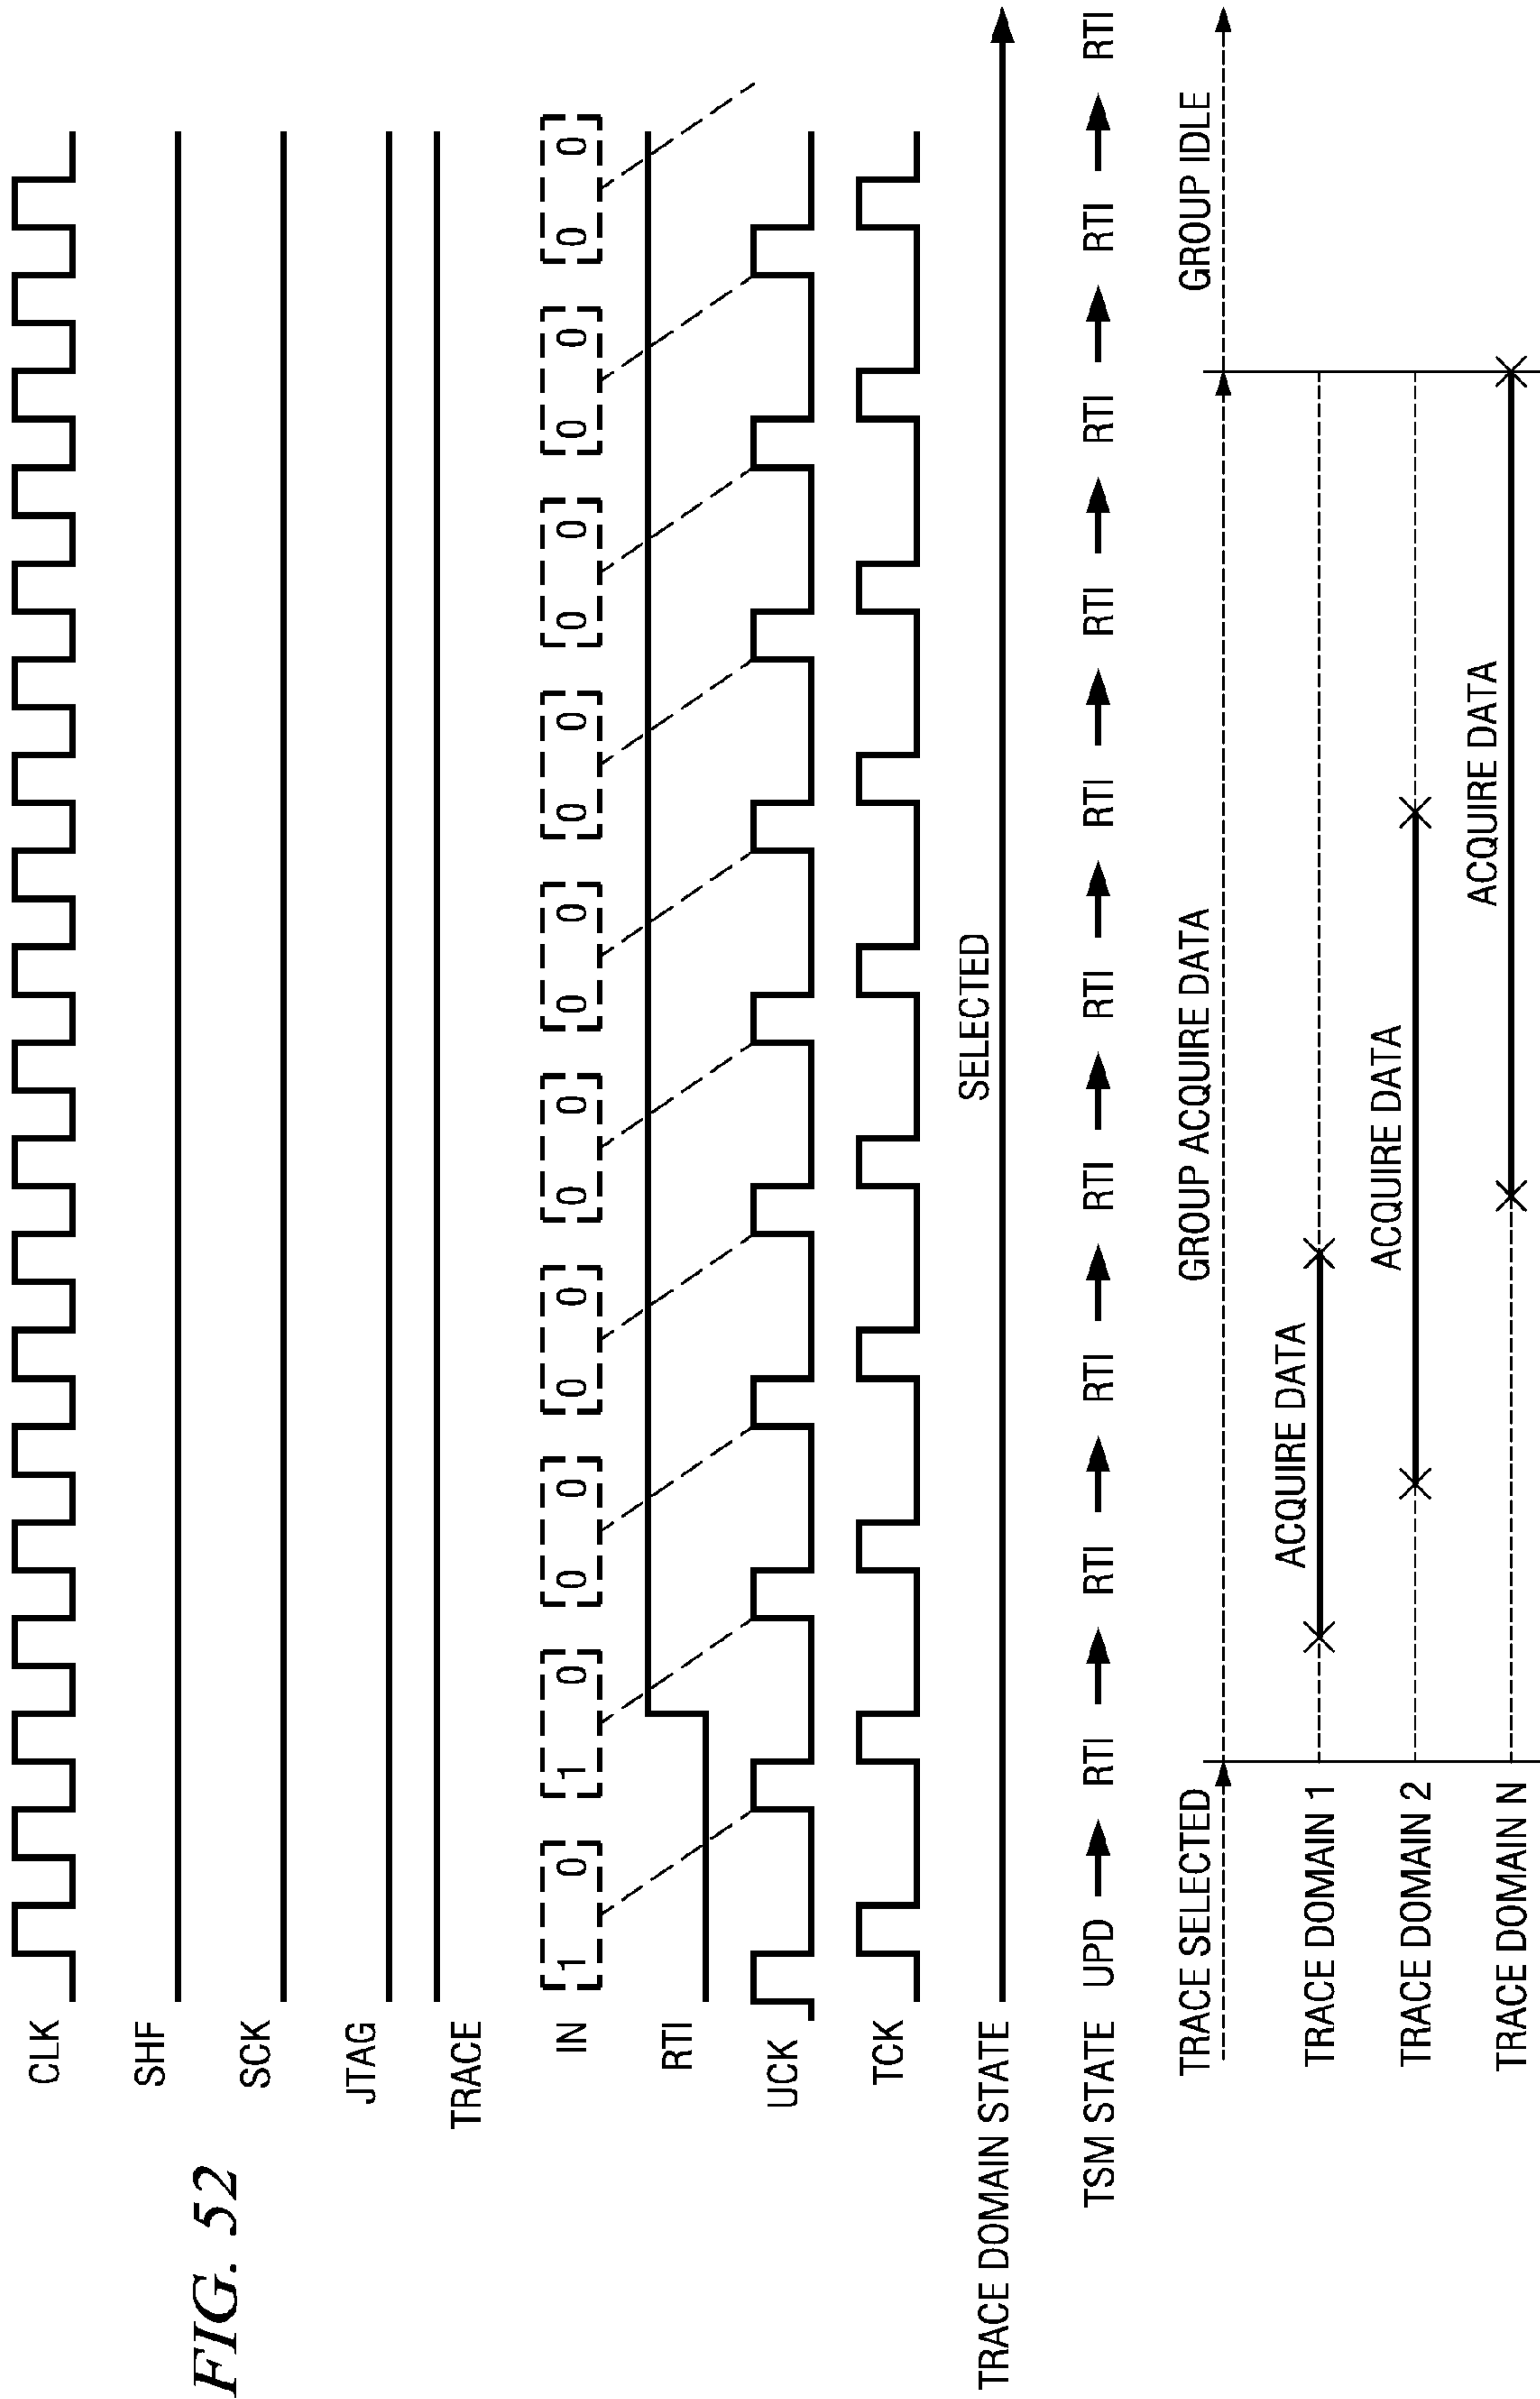 CLK
SHF
FIG. 52
SCK
JTAG
TRACE
IN 1 0 1 0 0 0 0 0 0 0 0 0 0 0 0 0 0 0 0 0
RTI
UCK
TCK
SELECTED
TRACE DOMAIN STATE
TSM STATE UPD RTI RTI RTI RTI RTI RTI RTI RTI RTI RTI
TRACE SELECTED GROUP ACQUIRE DATA GROUP IDLE
ACQUIRE DATA
TRACE DOMAIN 1
ACQUIRE DATA
TRACE DOMAIN 2
ACQUIRE DATA
TRACE DOMAIN N